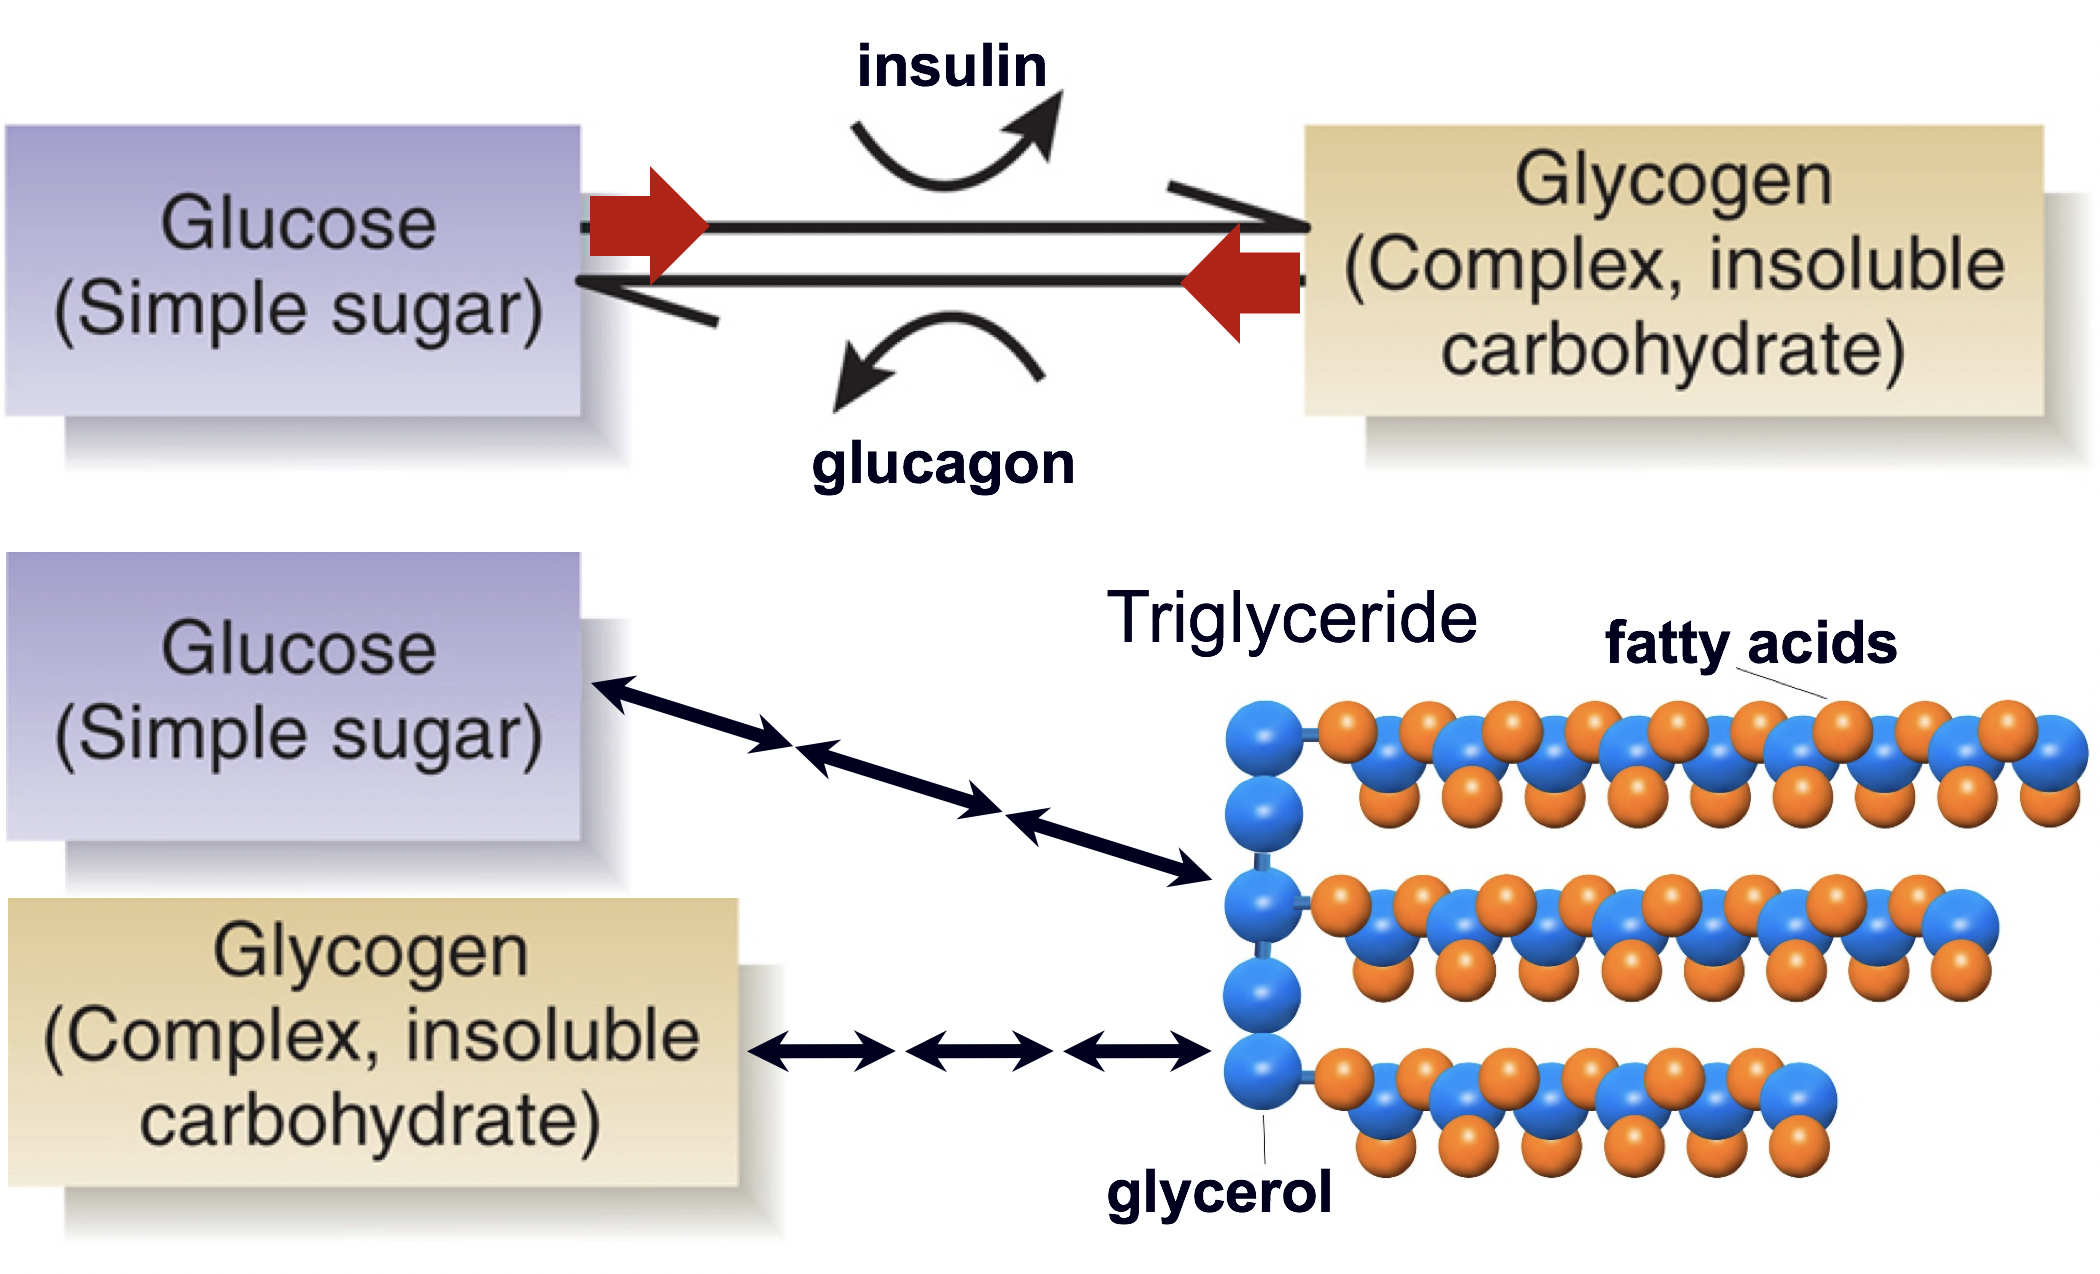 insulin
Glucose
(Simple sugar)
Glycogen
(Complex, insoluble
carbohydrate)
glucagon
Glucose
(Simple sugar)
Triglyceride
fatty acids
Glycogen
(Complex, insoluble
carbohydrate)
glycerol